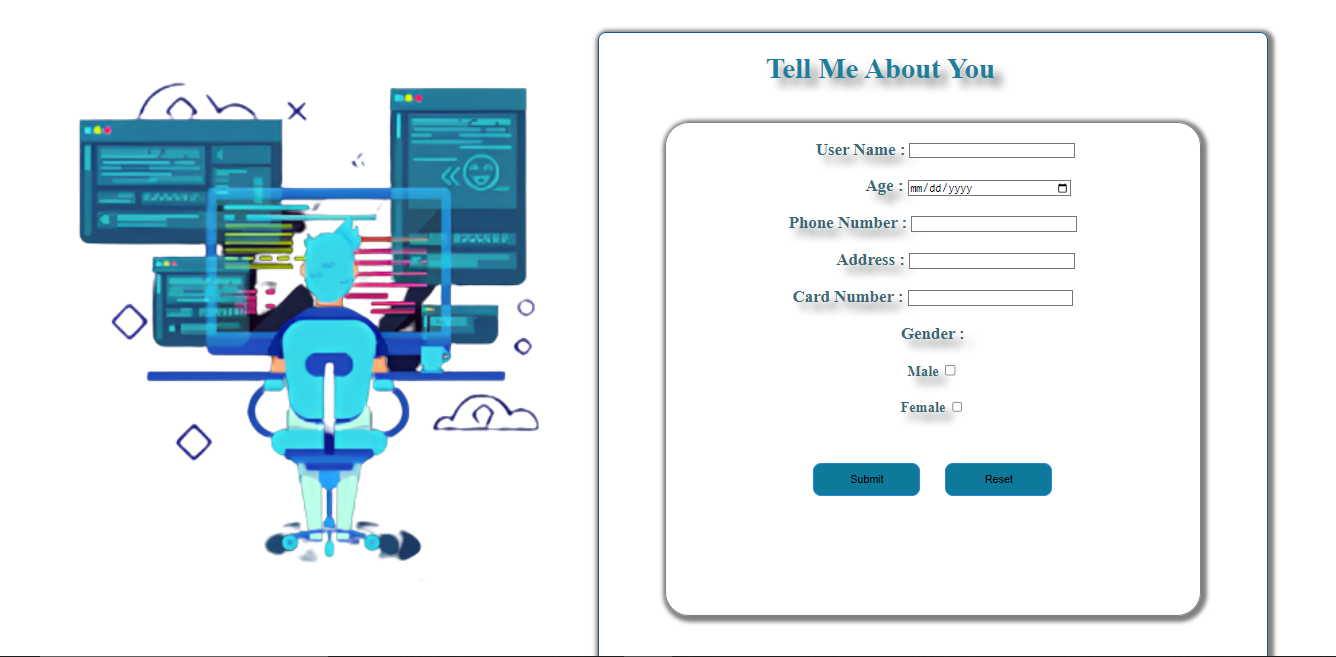 Tell Me About You
User Name :
Age : mm/dd/yyyy
Phone Number :
Address :
Card Number :
Gender :
Male
Female
Submit Reset